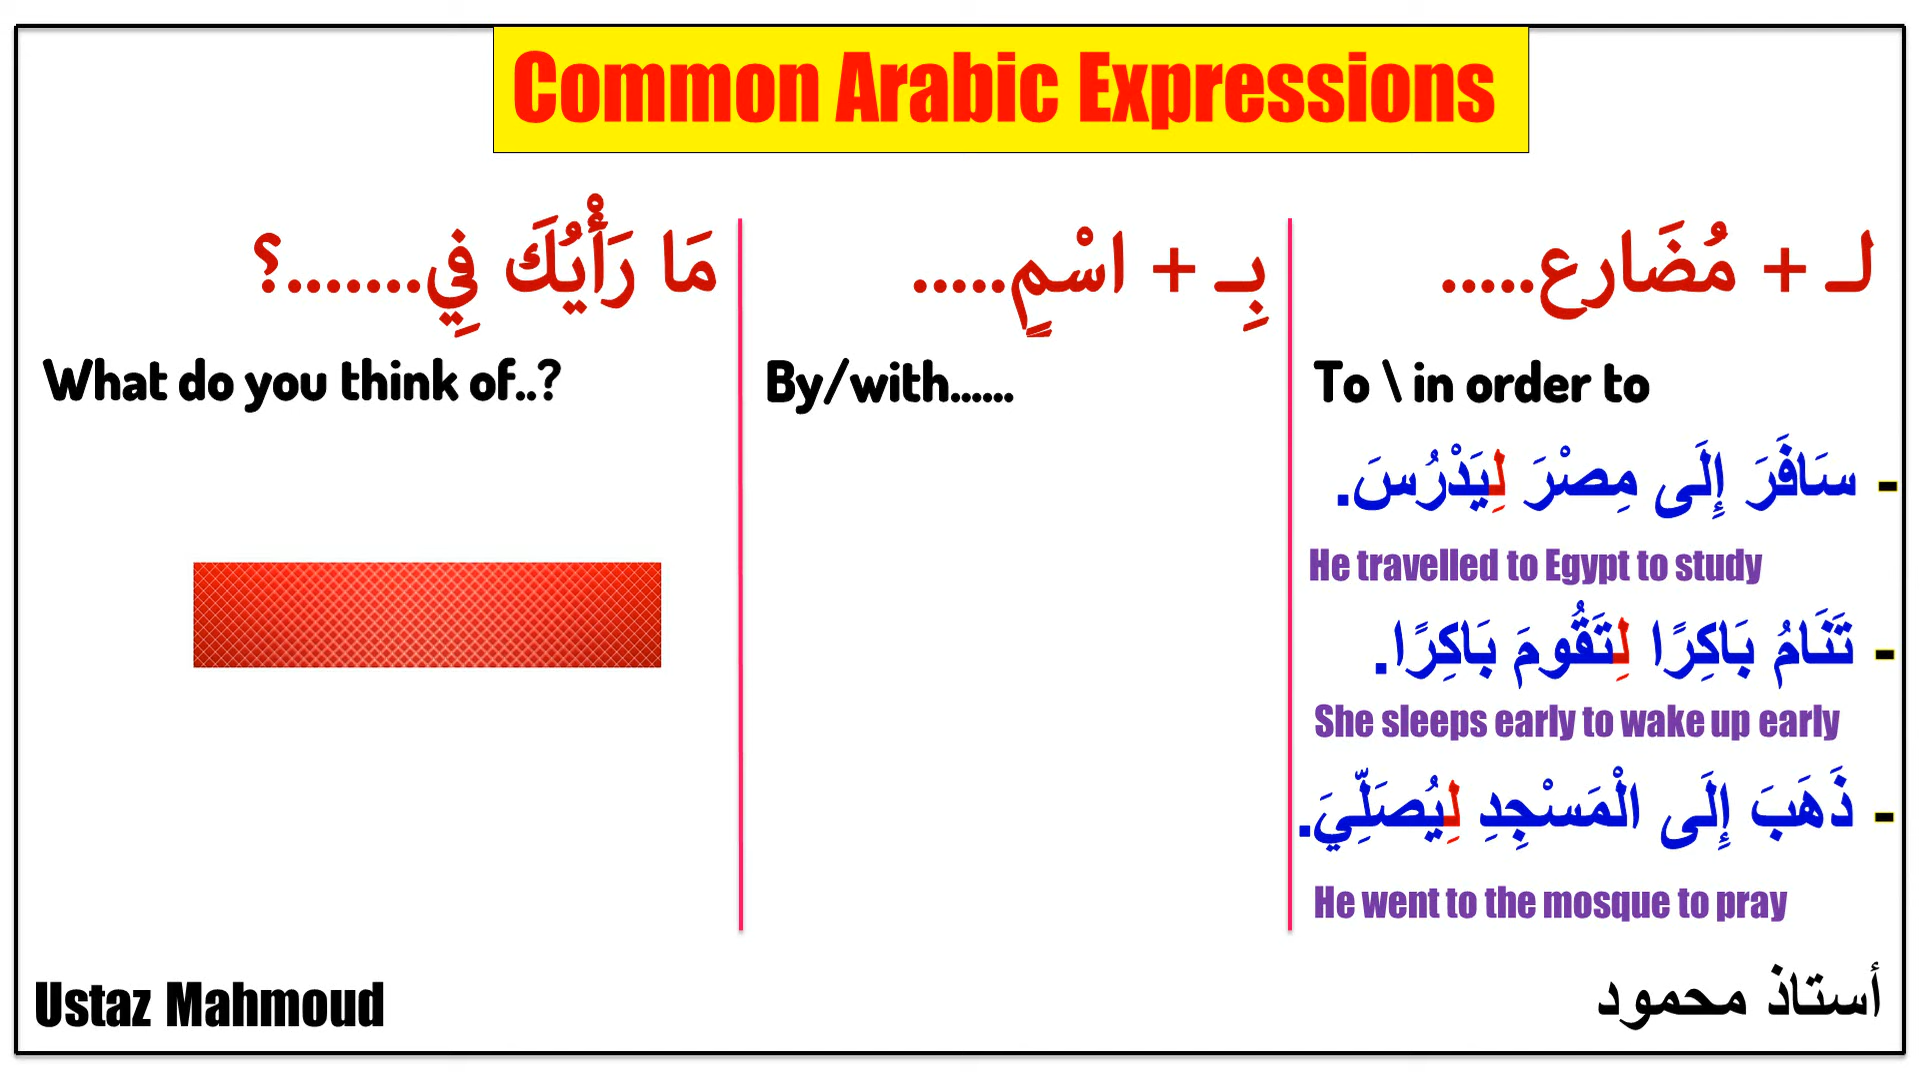 Common Arabic Expressions
لـ + مُضَارع.....
To \ in order to
- سَافَرَ إِلَى مِصْرَ لِيَدْرُسَ.
He travelled to Egypt to study
- تَنَامُ بَاكِرًا لِتَقُومَ بَاكِرًا.
She sleeps early to wake up early
- ذَهَبَ إِلَى الْمَسْجِدِ لِيُصَلِّيَ.
He went to the mosque to pray
بِـ + اسْمٍ.....
By/with......
مَا رَأْيُكَ فِي.......؟
What do you think of..?
Ustaz Mahmoud
أستاذ محمود